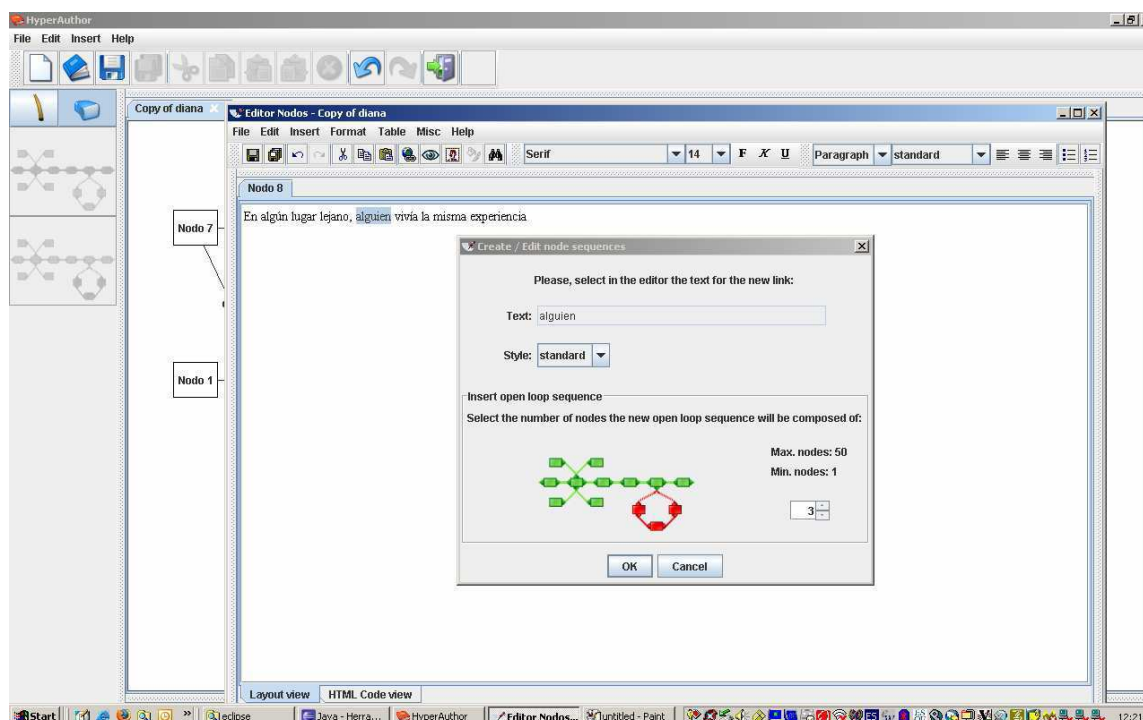 HyperAuthor
File Edit Insert Help
Copy of diana
Editor Nodos - Copy of diana
File Edit Insert Format Table Misc Help
Serif 14 F K U Paragraph standard
Nodo 8
En algún lugar lejano, alguien vivía la misma experiencia
Nodo 7
Nodo 1
Create / Edit node sequences
Please, select in the editor the text for the new link:
Text: alguien
Style: standard
Insert open loop sequence
Select the number of nodes the new open loop sequence will be composed of:
Max. nodes: 50
Min. nodes: 1
3
OK Cancel
Layout view HTML Code view
Start » eclipse Java - Herra... HyperAuthor Editor Nodos... untitled - Paint